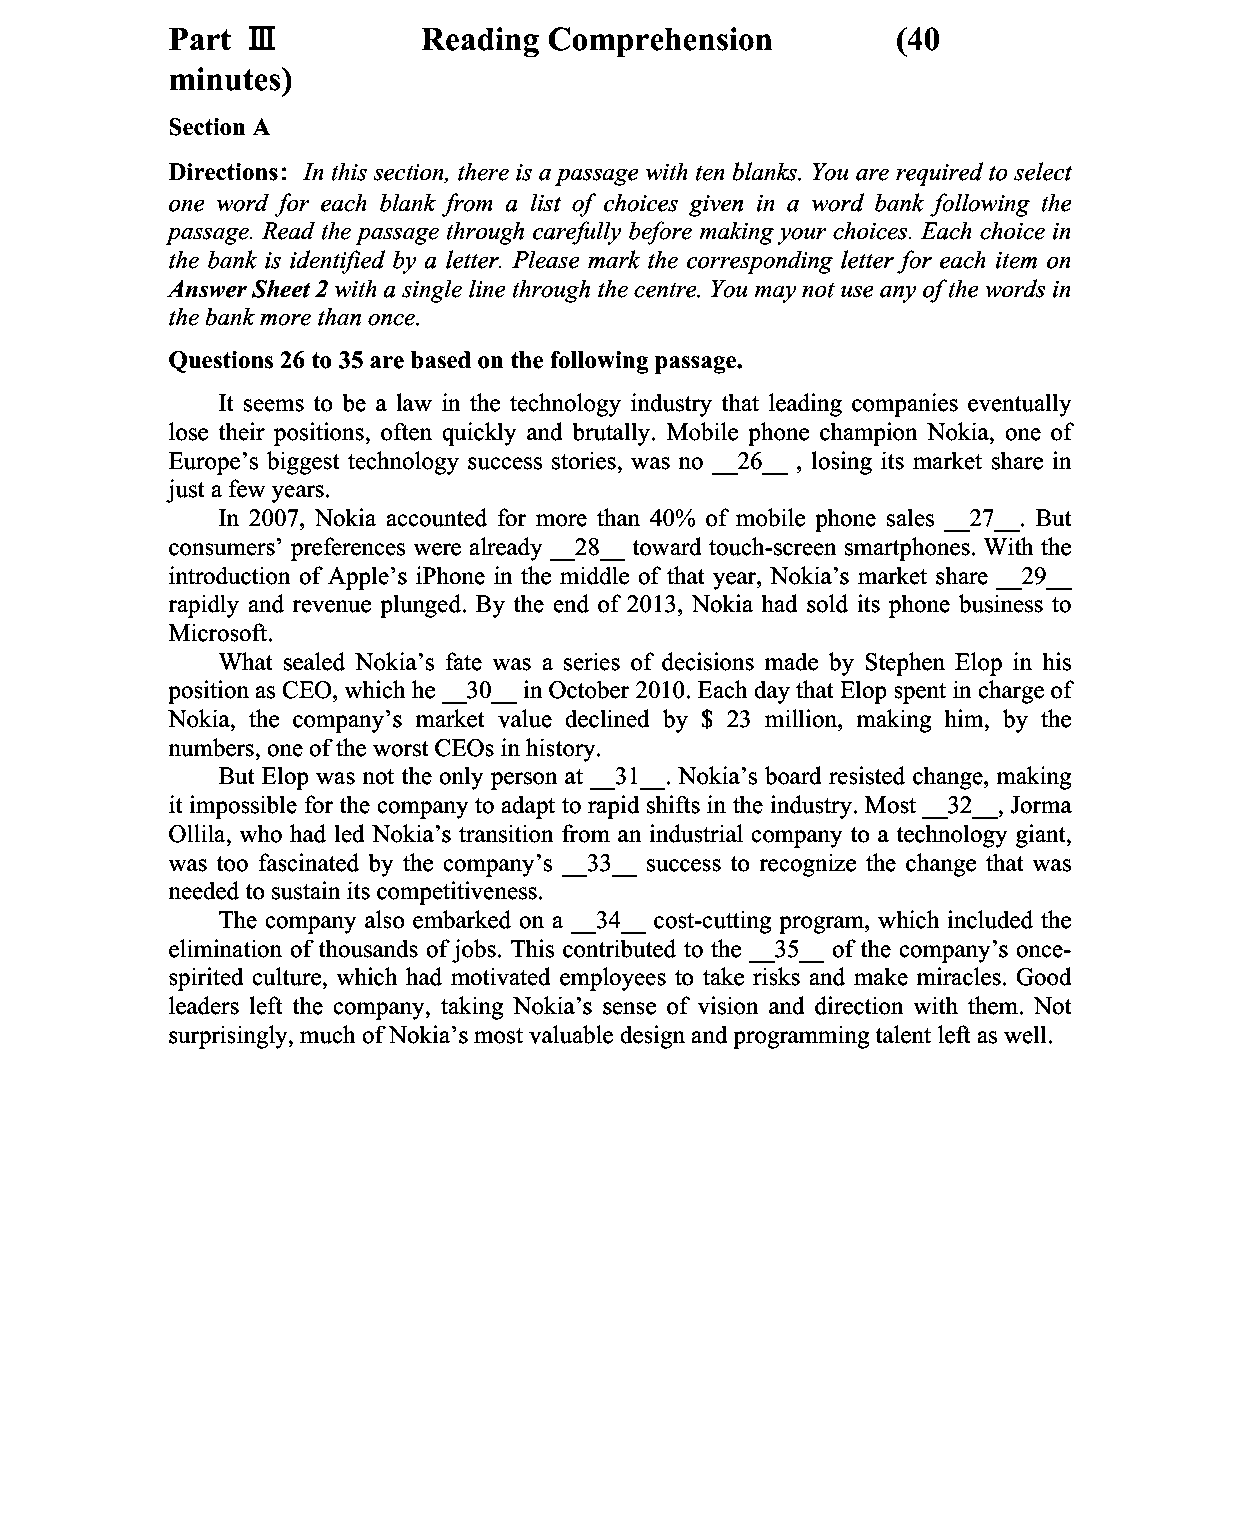 Part Ⅲ Reading Comprehension (40
minutes)
Section A
Directions: In this section, there is a passage with ten blanks. You are required to select
one word for each blank from a list of choices given in a word bank following the
passage. Read the passage through carefully before making your choices. Each choice in
the bank is identified by a letter. Please mark the corresponding letter for each item on
Answer Sheet 2 with a single line through the centre. You may not use any of the words in
the bank more than once.
Questions 26 to 35 are based on the following passage.
It seems to be a law in the technology industry that leading companies eventually
lose their positions, often quickly and brutally. Mobile phone champion Nokia, one of
Europe’s biggest technology success stories, was no __26__ , losing its market share in
just a few years.
In 2007, Nokia accounted for more than 40% of mobile phone sales __27__. But
consumers’ preferences were already __28__ toward touch-screen smartphones. With the
introduction of Apple’s iPhone in the middle of that year, Nokia’s market share __29__
rapidly and revenue plunged. By the end of 2013, Nokia had sold its phone business to
Microsoft.
What sealed Nokia’s fate was a series of decisions made by Stephen Elop in his
position as CEO, which he __30__ in October 2010. Each day that Elop spent in charge of
Nokia, the company’s market value declined by $ 23 million, making him, by the
numbers, one of the worst CEOs in history.
But Elop was not the only person at __31__. Nokia’s board resisted change, making
it impossible for the company to adapt to rapid shifts in the industry. Most __32__, Jorma
Ollila, who had led Nokia’s transition from an industrial company to a technology giant,
was too fascinated by the company’s __33__ success to recognize the change that was
needed to sustain its competitiveness.
The company also embarked on a __34__ cost-cutting program, which included the
elimination of thousands of jobs. This contributed to the __35__ of the company’s once-
spirited culture, which had motivated employees to take risks and make miracles. Good
leaders left the company, taking Nokia’s sense of vision and direction with them. Not
surprisingly, much of Nokia’s most valuable design and programming talent left as well.